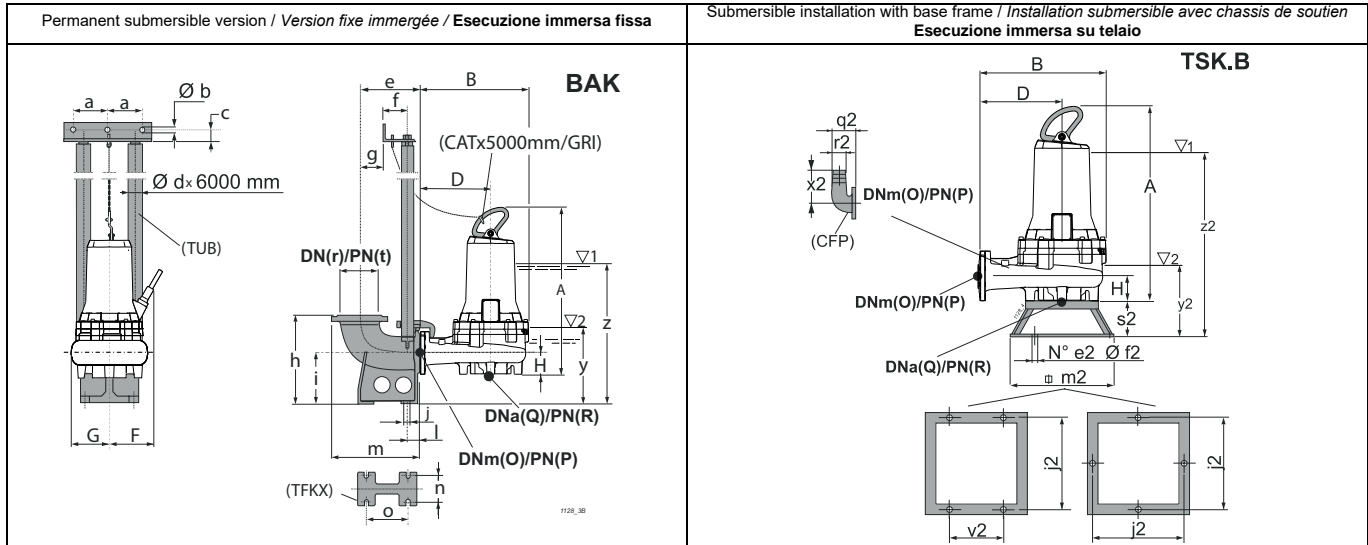 Permanent submersible version / Version fixe immergée / Esecuzione immersa fissa
Submersible installation with base frame / Installation submersible avec chassis de soutien
Esecuzione immersa su telaio
BAK
a a
Ø b
c
Ø d x 6000 mm
(TUB)
G F
e
B
f
g
(CATx5000mm/GRI)
D
DN(r)/PN(t)
▽1
A
▽2
z
h
i
H
y
j
l
DNa(Q)/PN(R)
m
DNm(O)/PN(P)
(TFKX)
n
o
1128_3B
TSK.B
B
D
q2
r2
x2
(CFP)
DNm(O)/PN(P)
▽1
A
z2
▽2
H
DNm(O)/PN(P)
s2
y2
1128_4
N° e2 Ø f2
DNa(Q)/PN(R)
m2
j2
j2
v2
j2